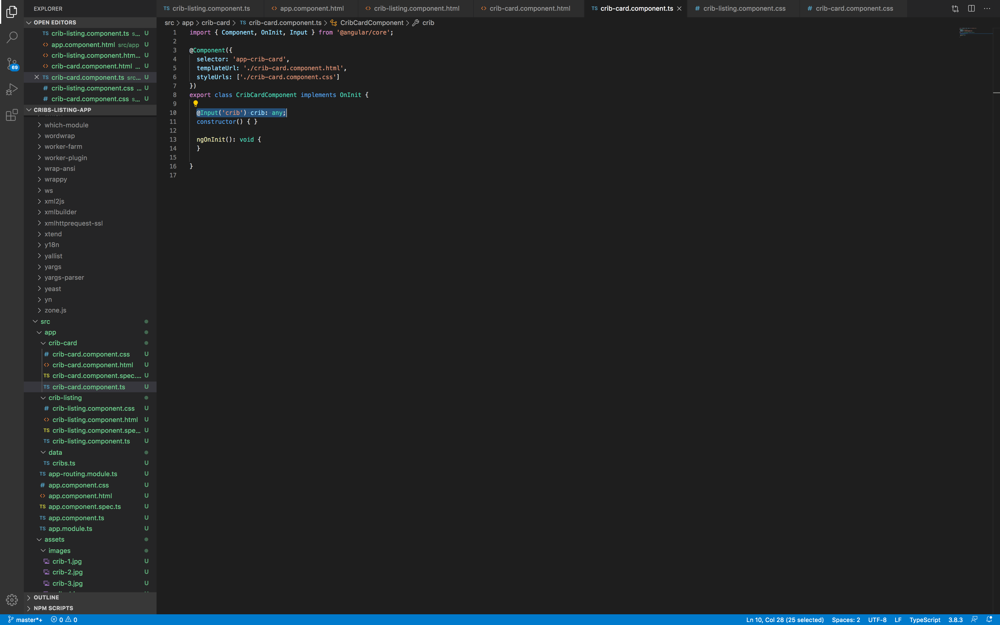 EXPLORER
OPEN EDITORS
TS crib-listing.component.ts s... U
<> app.component.html src/app U
<> crib-listing.component.htm... U
<> crib-card.component.html ... U
TS crib-card.component.ts src... U
# crib-listing.component.css ... U
# crib-card.component.css s... U
CRIBS-LISTING-APP
which-module
wordwrap
worker-farm
worker-plugin
wrap-ansi
wrappy
ws
xml2js
xmlbuilder
xmlhttprequest-ssl
xtend
y18n
yallist
yargs
yargs-parser
yeast
yn
zone.js
src
app
crib-card
# crib-card.component.css U
<> crib-card.component.html U
TS crib-card.component.spec.... U
TS crib-card.component.ts U
crib-listing
# crib-listing.component.css U
<> crib-listing.component.html U
TS crib-listing.component.spe... U
TS crib-listing.component.ts U
data
TS cribs.ts U
TS app-routing.module.ts U
# app.component.css U
<> app.component.html U
TS app.component.spec.ts U
TS app.component.ts U
TS app.module.ts U
assets
images
crib-1.jpg U
crib-2.jpg U
crib-3.jpg U
OUTLINE
NPM SCRIPTS
69
TS crib-listing.component.ts <> app.component.html <> crib-listing.component.html <> crib-card.component.html TS crib-card.component.ts # crib-listing.component.css # crib-card.component.css ...
src > app > crib-card > TS crib-card.component.ts > CribCardComponent > crib
1 import { Component, OnInit, Input } from '@angular/core';
2
3 @Component({
4 selector: 'app-crib-card',
5 templateUrl: './crib-card.component.html',
6 styleUrls: ['./crib-card.component.css']
7 })
8 export class CribCardComponent implements OnInit {
9
10 @Input('crib') crib: any;
11 constructor() { }
12
13 ngOnInit(): void {
14 }
15
16 }
17
master*+ 0 0 Ln 10, Col 28 (25 selected) Spaces: 2 UTF-8 LF TypeScript 3.8.3